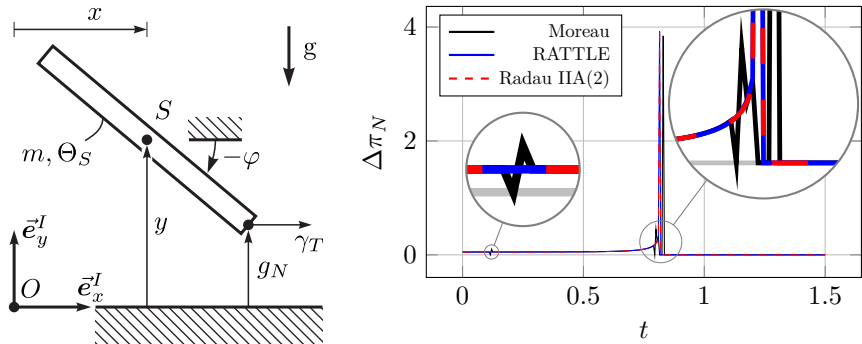 x
g
S
m, Θ_S
−φ
y
γ_T
g_N
e⃗_y^I
O
e⃗_x^I
Moreau
RATTLE
Radau IIA(2)
Δπ_N
4
2
0
0
0.5
1
1.5
t